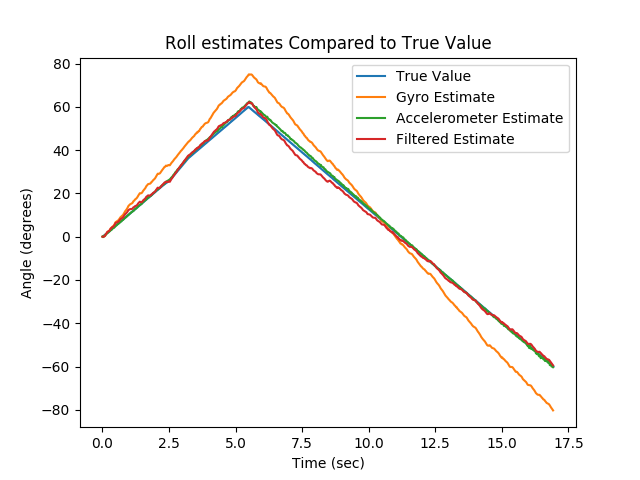 Roll estimates Compared to True Value
True Value
Gyro Estimate
Accelerometer Estimate
Filtered Estimate
Angle (degrees)
80
60
40
20
0
−20
−40
−60
−80
0.0 2.5 5.0 7.5 10.0 12.5 15.0 17.5
Time (sec)